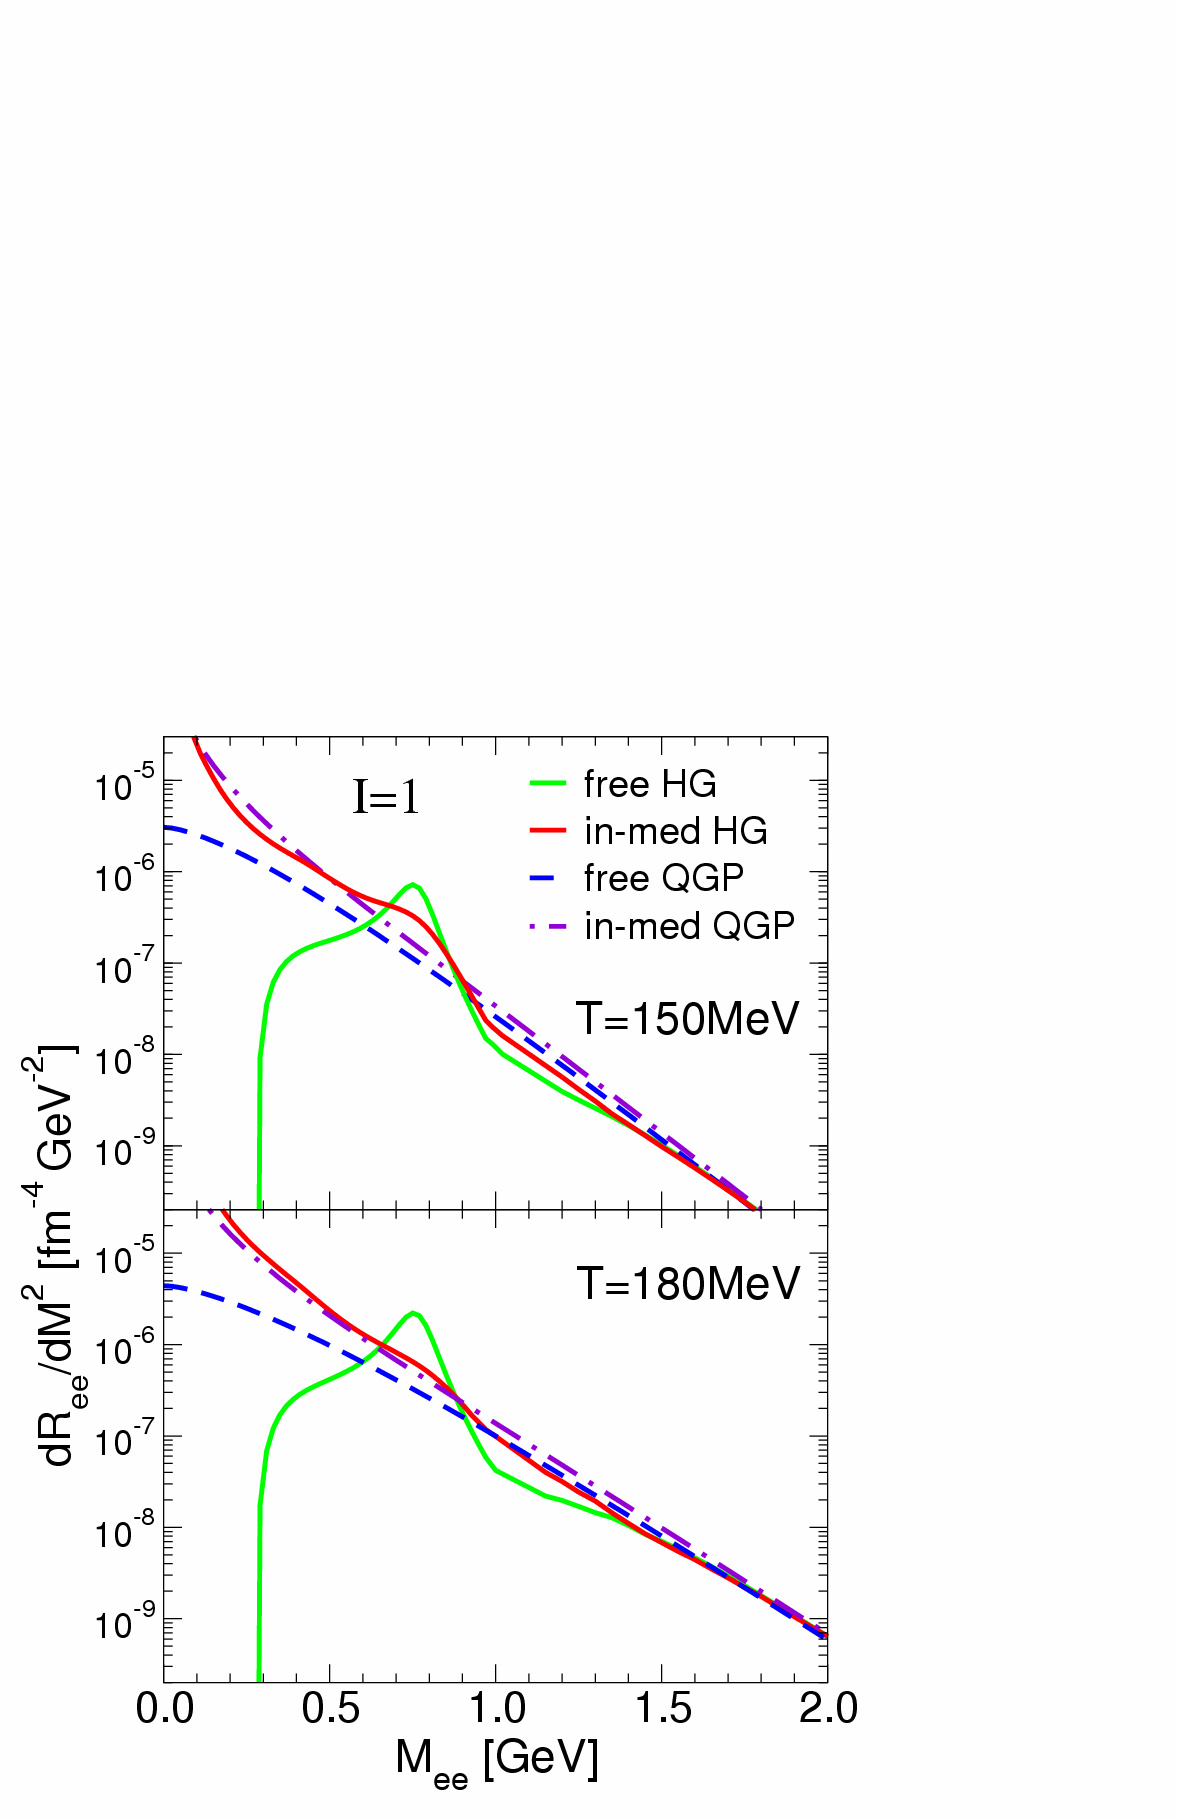 10⁻⁵
I=1
free HG
in-med HG
10⁻⁶
free QGP
in-med QGP
10⁻⁷
T=150MeV
10⁻⁸
10⁻⁹
dRₑₑ/dM² [fm⁻⁴ GeV⁻²]
10⁻⁵
T=180MeV
10⁻⁶
10⁻⁷
10⁻⁸
10⁻⁹
0.0 0.5 1.0 1.5 2.0
Mₑₑ [GeV]